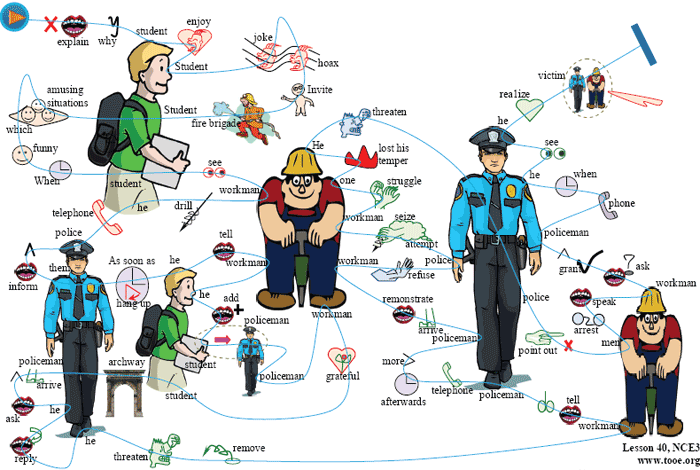 explain
why
student
enjoy
Student
joke
hoax
Invite
Student
fire brigade
amusing
situations
which
funny
When
student
see
workman
he
drill
telephone
police
He
threaten
lost his
temper
one
struggle
workman
seize
attempt
workman
refuse
police
he
realize
victim
see
he
when
phone
policeman
grant
ask
workman
speak
arrest
men
point out
police
inform
them
As soon as
hang up
he
he
tell
workman
add
policeman
policeman
student
workman
grateful
remonstrate
arrive
policeman
more
afterwards
telephone
policeman
tell
workman
policeman
arrive
archway
he
ask
reply
he
threaten
remove
Lesson 40, NCE3
www.tooe.org